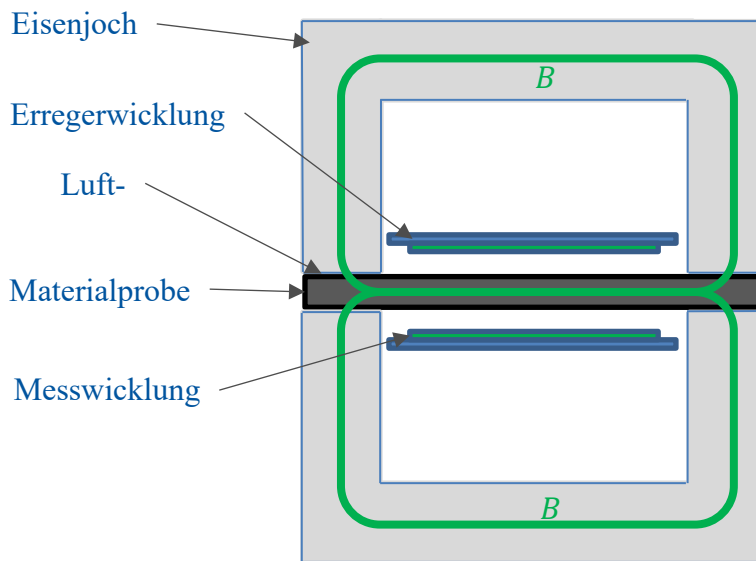 Eisenjoch
B
Erregerwicklung
Luft-
Materialprobe
Messwicklung
B